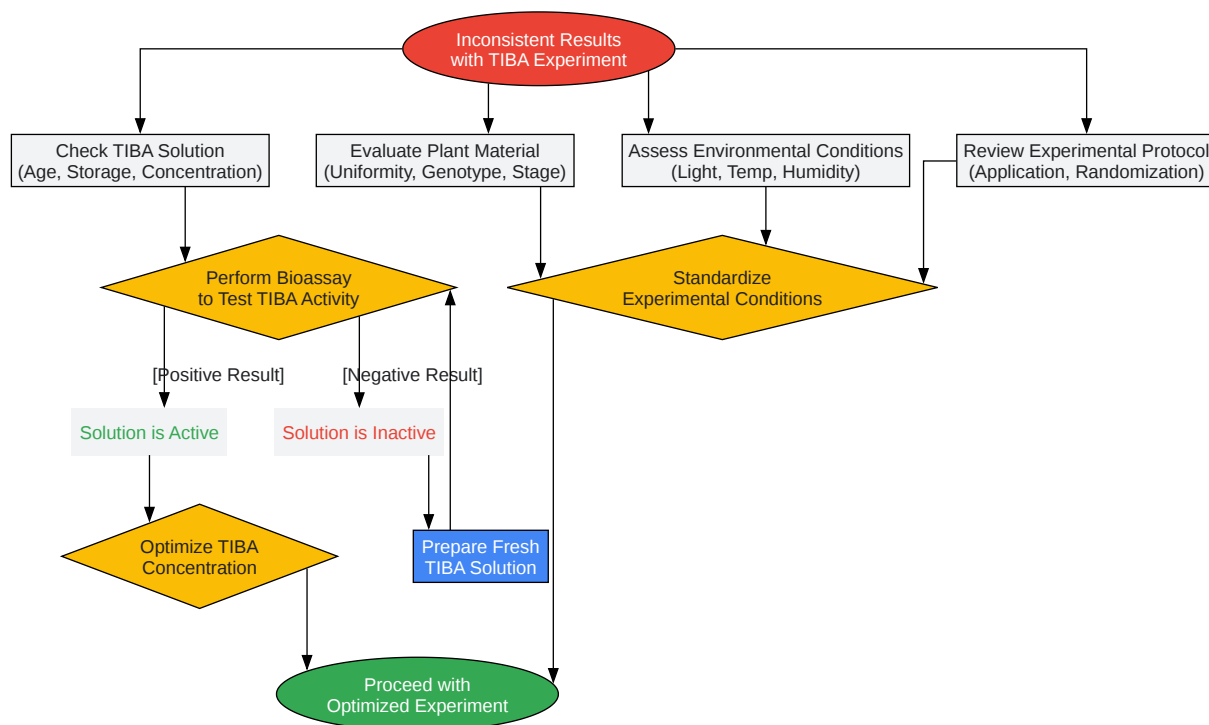 Inconsistent Results
with TIBA Experiment
Check TIBA Solution
(Age, Storage, Concentration)
Evaluate Plant Material
(Uniformity, Genotype, Stage)
Assess Environmental Conditions
(Light, Temp, Humidity)
Review Experimental Protocol
(Application, Randomization)
Perform Bioassay
to Test TIBA Activity
Standardize
Experimental Conditions
[Positive Result]
[Negative Result]
Solution is Active
Solution is Inactive
Optimize TIBA
Concentration
Prepare Fresh
TIBA Solution
Proceed with
Optimized Experiment